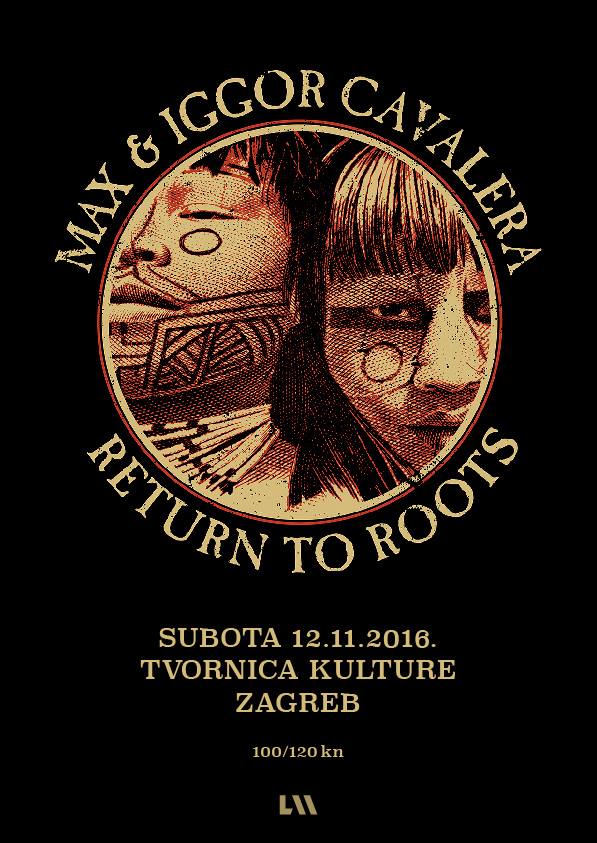 MAX & IGGOR CAVALERA
RETURN TO ROOTS
SUBOTA 12.11.2016.
TVORNICA KULTURE
ZAGREB
100/120 kn